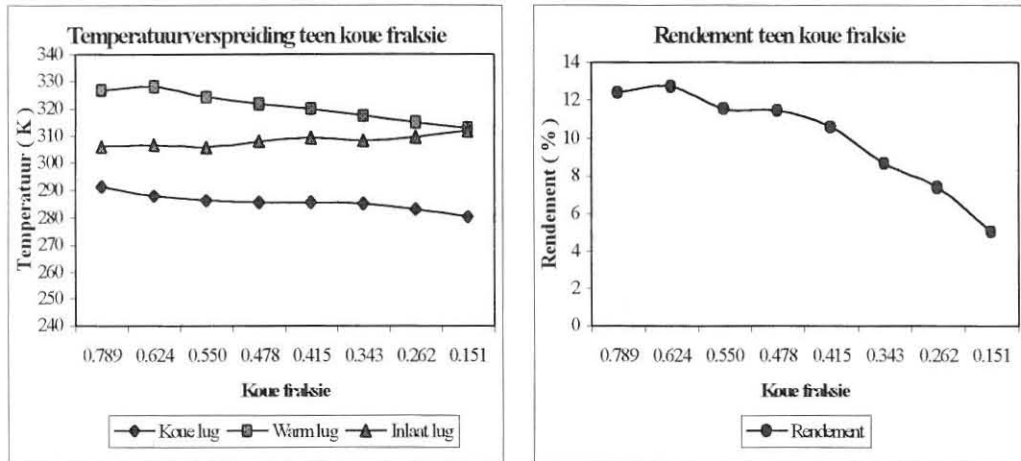 Temperatuurverspreiding teen koue fraksie
340
330
320
310
300
290
280
270
260
250
240
Temperatuur ( K )
0.789 0.624 0.550 0.478 0.415 0.343 0.262 0.151
Koue fraksie
Koue lug Warm lug Inlaat lug
Rendement teen koue fraksie
14
12
10
8
6
4
2
0
Rendement ( % )
0.789 0.624 0.550 0.478 0.415 0.343 0.262 0.151
Koue fraksie
Rendement